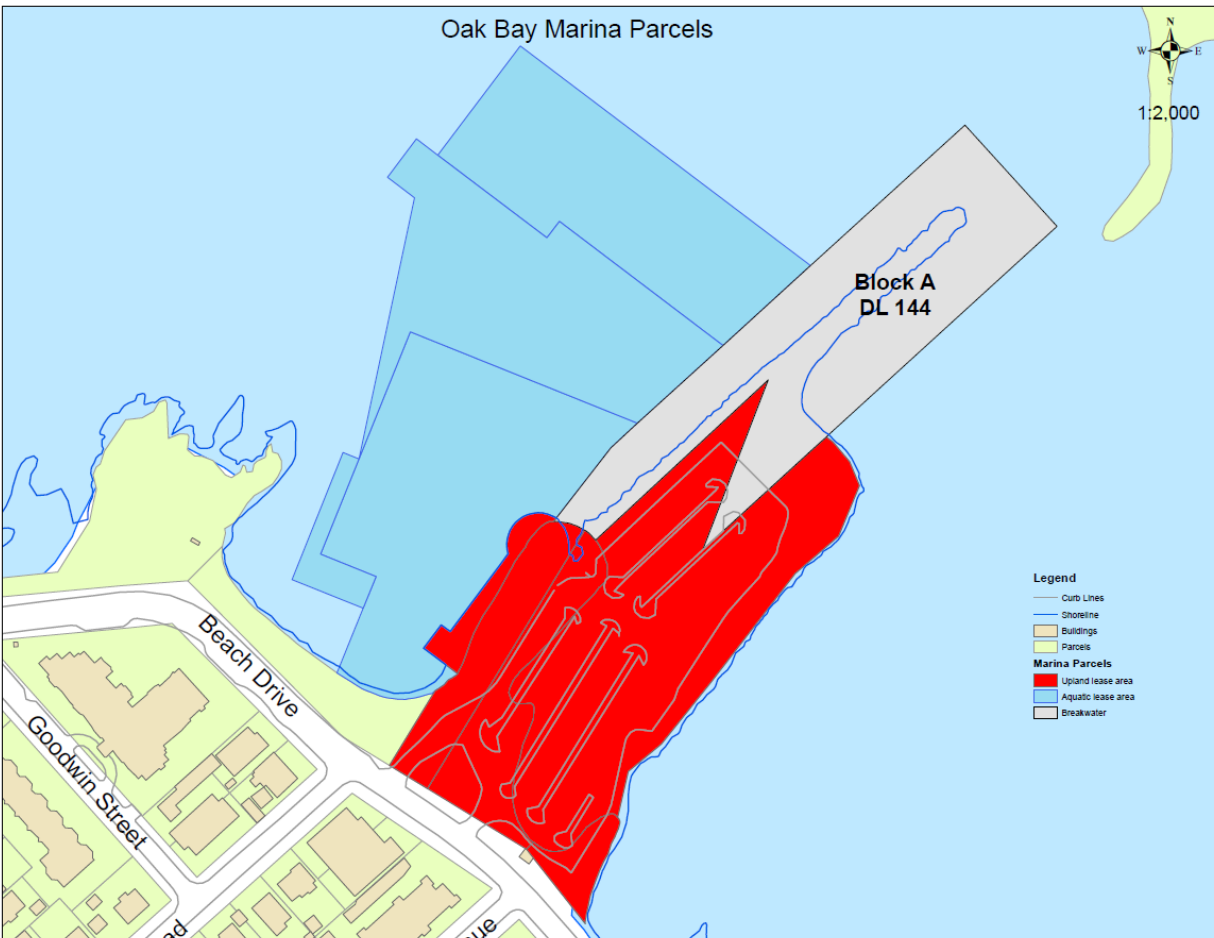 Oak Bay Marina Parcels
N
W
E
S
1:2,000
Block A
DL 144
Beach Drive
Goodwin Street
Legend
Curb Lines
Shoreline
Buildings
Parcels
Marina Parcels
Upland lease area
Aquatic lease area
Breakwater